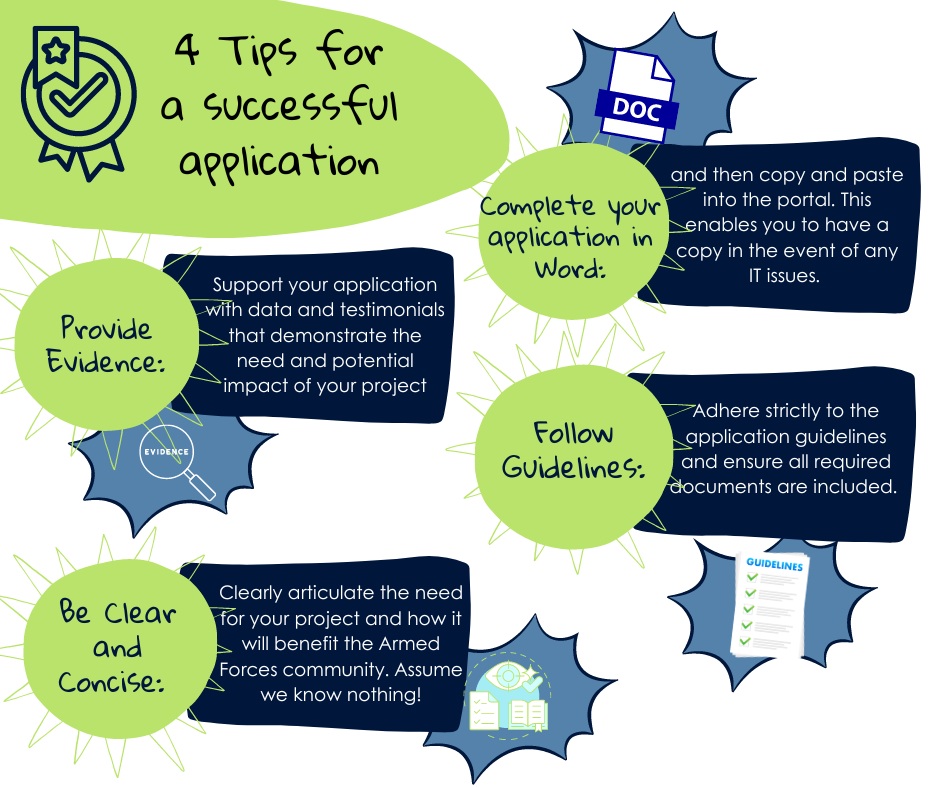 4 Tips for
a successful
application
DOC
Complete your
application in
Word:
and then copy and paste
into the portal. This
enables you to have a
copy in the event of any
IT issues.
Provide
Evidence:
Support your application
with data and testimonials
that demonstrate the
need and potential
impact of your project
EVIDENCE
Follow
Guidelines:
Adhere strictly to the
application guidelines
and ensure all required
documents are included.
GUIDELINES
Be Clear
and
Concise:
Clearly articulate the need
for your project and how it
will benefit the Armed
Forces community. Assume
we know nothing!